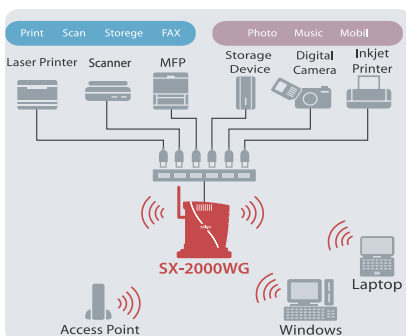 Print Scan Storege FAX
Photo Music Mobil
Laser Printer
Scanner
MFP
Storage
Device
Digital
Camera
Inkjet
Printer
SX-2000WG
Laptop
Access Point
Windows